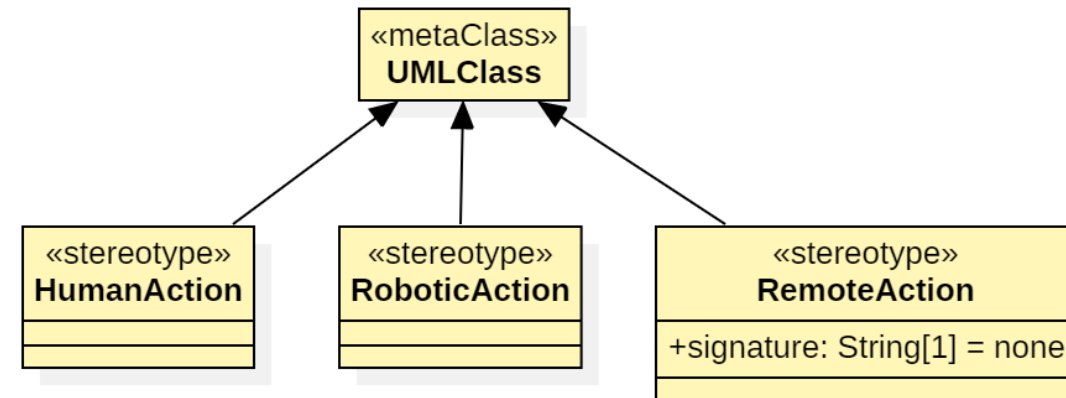 «metaClass»
UMLClass
«stereotype»
HumanAction
«stereotype»
RoboticAction
«stereotype»
RemoteAction
+signature: String[1] = none